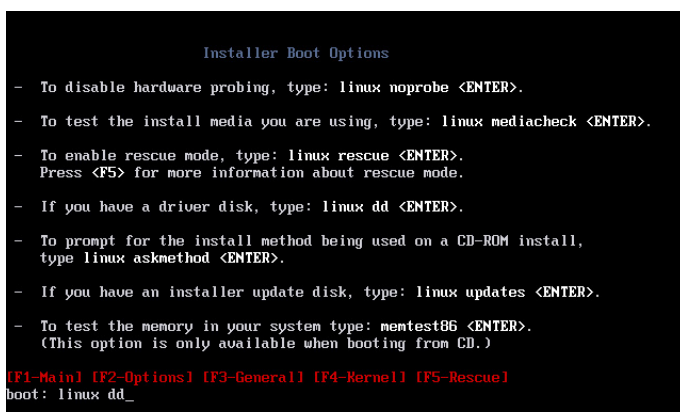 Installer Boot Options
- To disable hardware probing, type: linux noprobe <ENTER>.
- To test the install media you are using, type: linux mediacheck <ENTER>.
- To enable rescue mode, type: linux rescue <ENTER>.
Press <F5> for more information about rescue mode.
- If you have a driver disk, type: linux dd <ENTER>.
- To prompt for the install method being used on a CD-ROM install,
type linux askmethod <ENTER>.
- If you have an installer update disk, type: linux updates <ENTER>.
- To test the memory in your system type: memtest86 <ENTER>.
(This option is only available when booting from CD.)
[F1-Main] [F2-Options] [F3-General] [F4-Kernel] [F5-Rescue]
boot: linux dd_